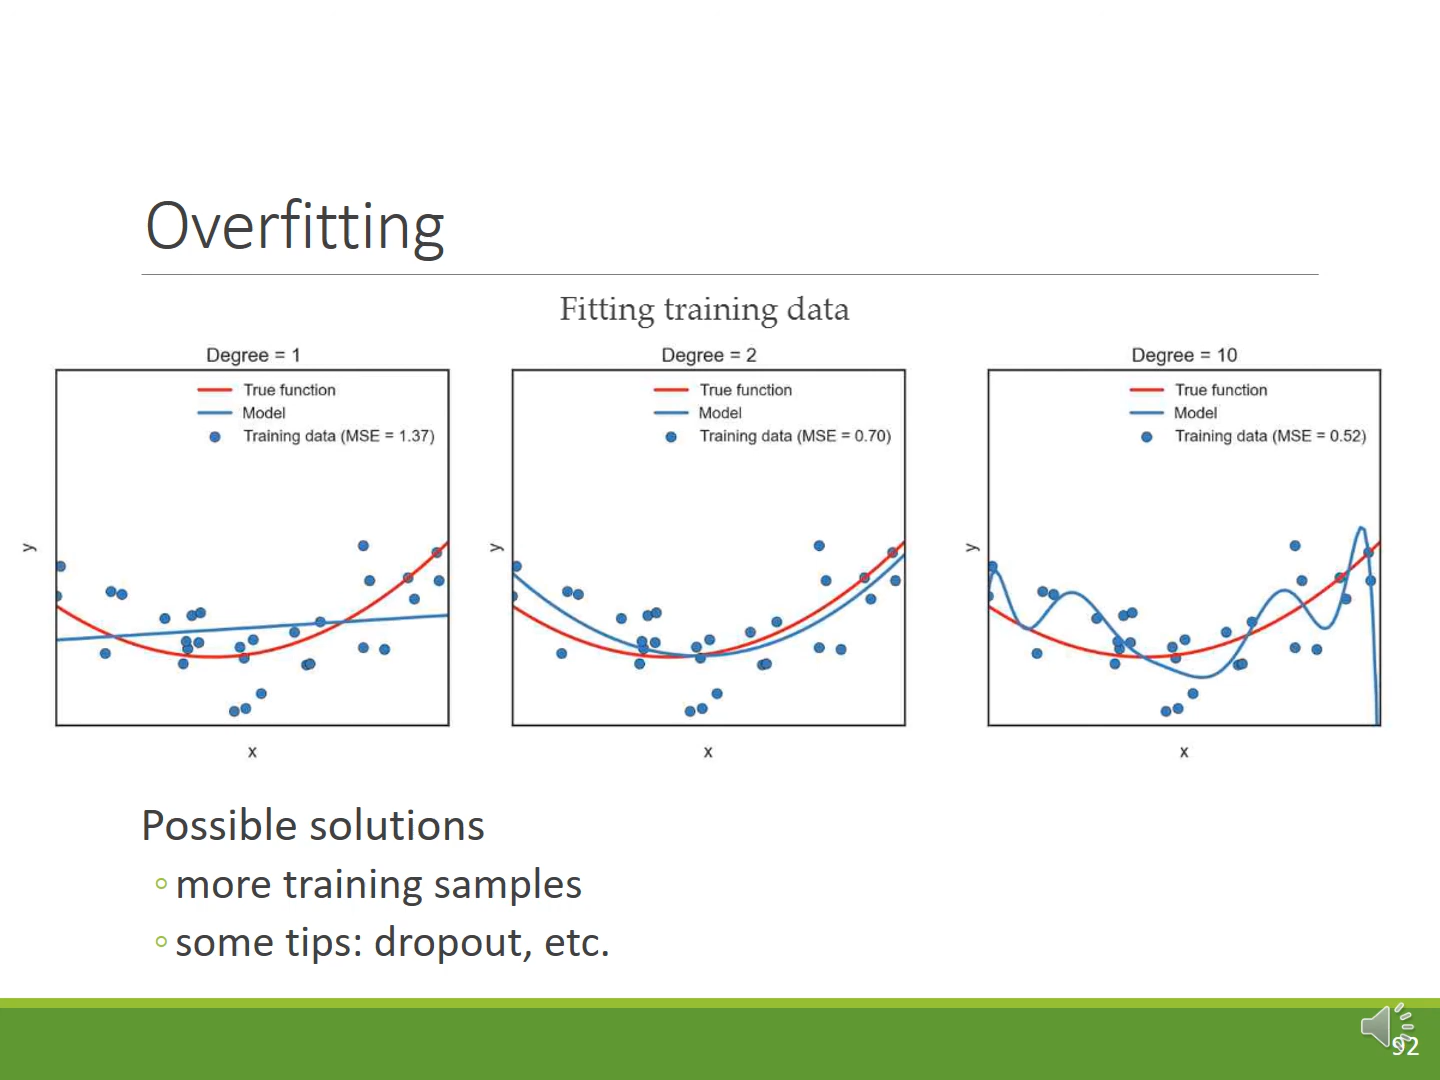 Overfitting
Fitting training data
Degree = 1
True function
Model
Training data (MSE = 1.37)
y
x
Degree = 2
True function
Model
Training data (MSE = 0.70)
y
x
Degree = 10
True function
Model
Training data (MSE = 0.52)
y
x
Possible solutions
◦ more training samples
◦ some tips: dropout, etc.
92